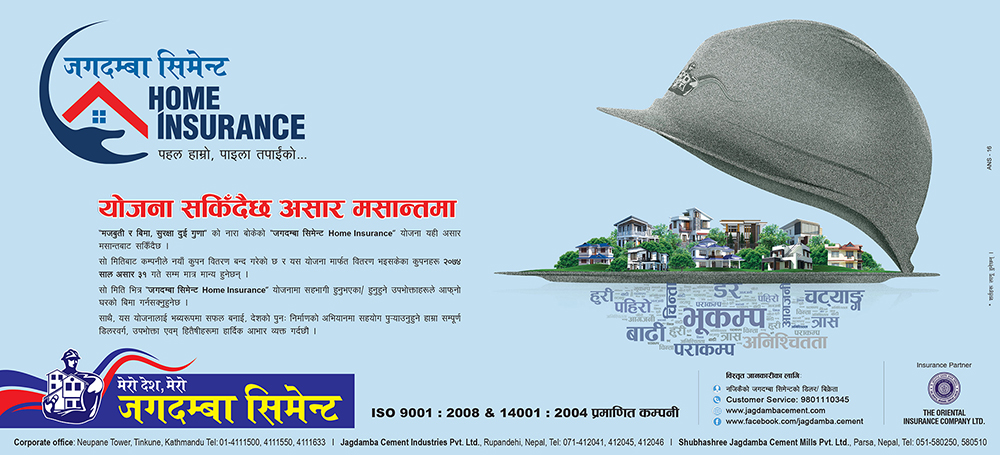 जगदम्बा सिमेन्ट
HOME
INSURANCE
पहल हाम्रो, पाइला तपाईंको...
योजना सकिँदैछ असार मसान्तमा
"मजबुती र बिमा, सुरक्षा दुई गुणा" को नारा बोकेको "जगदम्बा सिमेन्ट Home Insurance" योजना यही असार
मसान्तबाट सकिँदैछ ।
सो मितिबाट कम्पनीले नयाँ कुपन वितरण बन्द गरेको छ र यस योजना मार्फत वितरण भइसकेका कुपनहरू २०७४
साल असार ३१ गते सम्म मात्र मान्य हुनेछन् ।
सो मिति भित्र "जगदम्बा सिमेन्ट Home Insurance" योजनामा सहभागी हुनुभएका/ हुनुहुने उपभोक्ताहरूले आफ्नो
घरको बिमा गर्नसक्नुहुनेछ ।
साथै, यस योजनालाई भब्यरूपमा सफल बनाई, देशको पुनः निर्माणको अभियानमा सहयोग पुऱ्याउनुहुने हाम्रा सम्पूर्ण
डिलरवर्ग, उपभोक्ता एवम् हितैषीहरूमा हार्दिक आभार व्यक्त गर्दछौं ।
हुरी पहिरो चिन्ता डर पराकम्प पहिरो आगजनी चट्याङ्ग
बाढी हुरी भूकम्प त्रास
पराकम्प त्रास अनिश्चितता
मेरो देश, मेरो
जगदम्बा सिमेन्ट
ISO 9001 : 2008 & 14001 : 2004 प्रमाणित कम्पनी
विस्तृत जानकारीका लागिः
नजिकैको जगदम्बा सिमेन्टको डिलर/ बिक्रेता
Customer Service: 9801110345
www.jagdambacement.com
www.facebook.com/jagdamba.cement
Insurance Partner
THE ORIENTAL
INSURANCE COMPANY LTD.
ANS - 16
Corporate office: Neupane Tower, Tinkune, Kathmandu Tel: 01-4111500, 4111550, 4111633 | Jagdamba Cement Industries Pvt. Ltd., Rupandehi, Nepal, Tel: 071-412041, 412045, 412046 | Shubhashree Jagdamba Cement Mills Pvt. Ltd., Parsa, Nepal, Tel: 051-580250, 580510